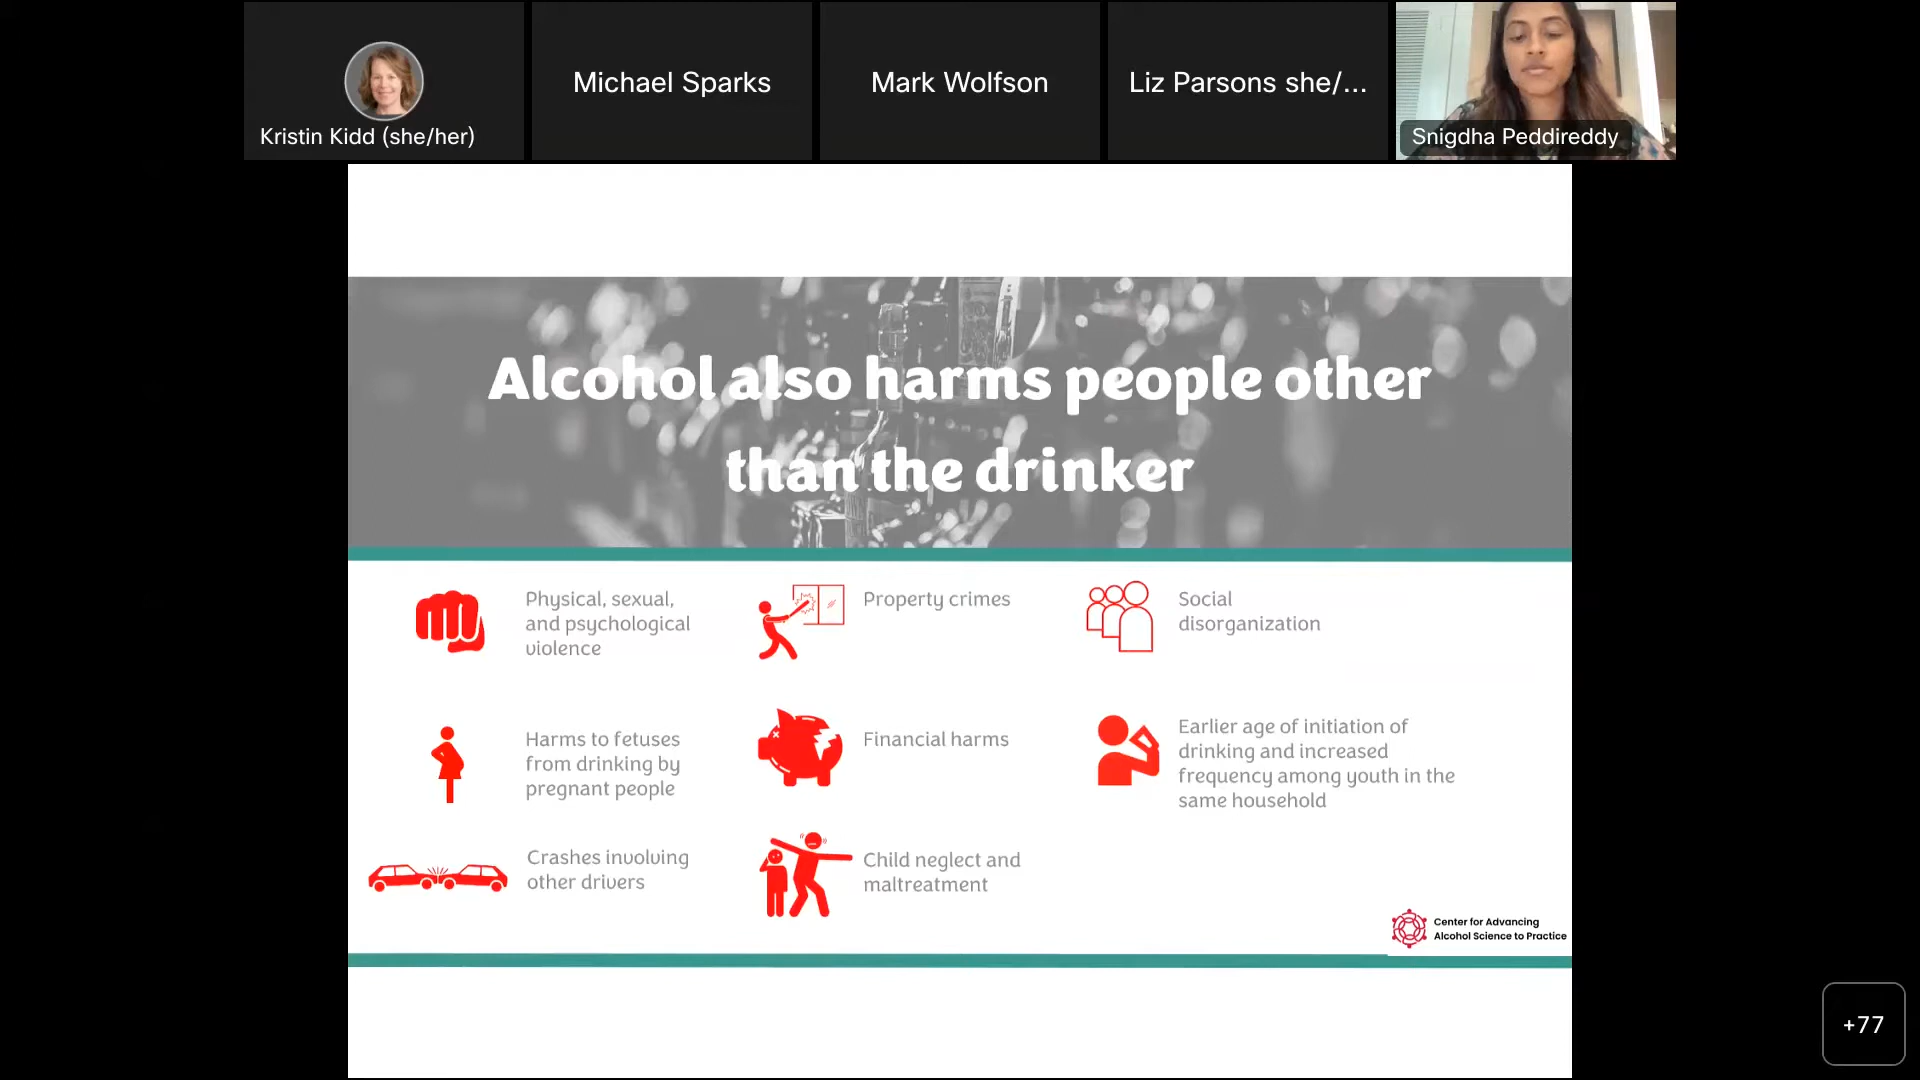 Kristin Kidd (she/her)
Michael Sparks
Mark Wolfson
Liz Parsons she/...
Snigdha Peddireddy
Alcohol also harms people other
than the drinker
Physical, sexual,
and psychological
violence
Property crimes
Social
disorganization
Harms to fetuses
from drinking by
pregnant people
Financial harms
Earlier age of initiation of
drinking and increased
frequency among youth in the
same household
Crashes involving
other drivers
Child neglect and
maltreatment
Center for Advancing
Alcohol Science to Practice
+77